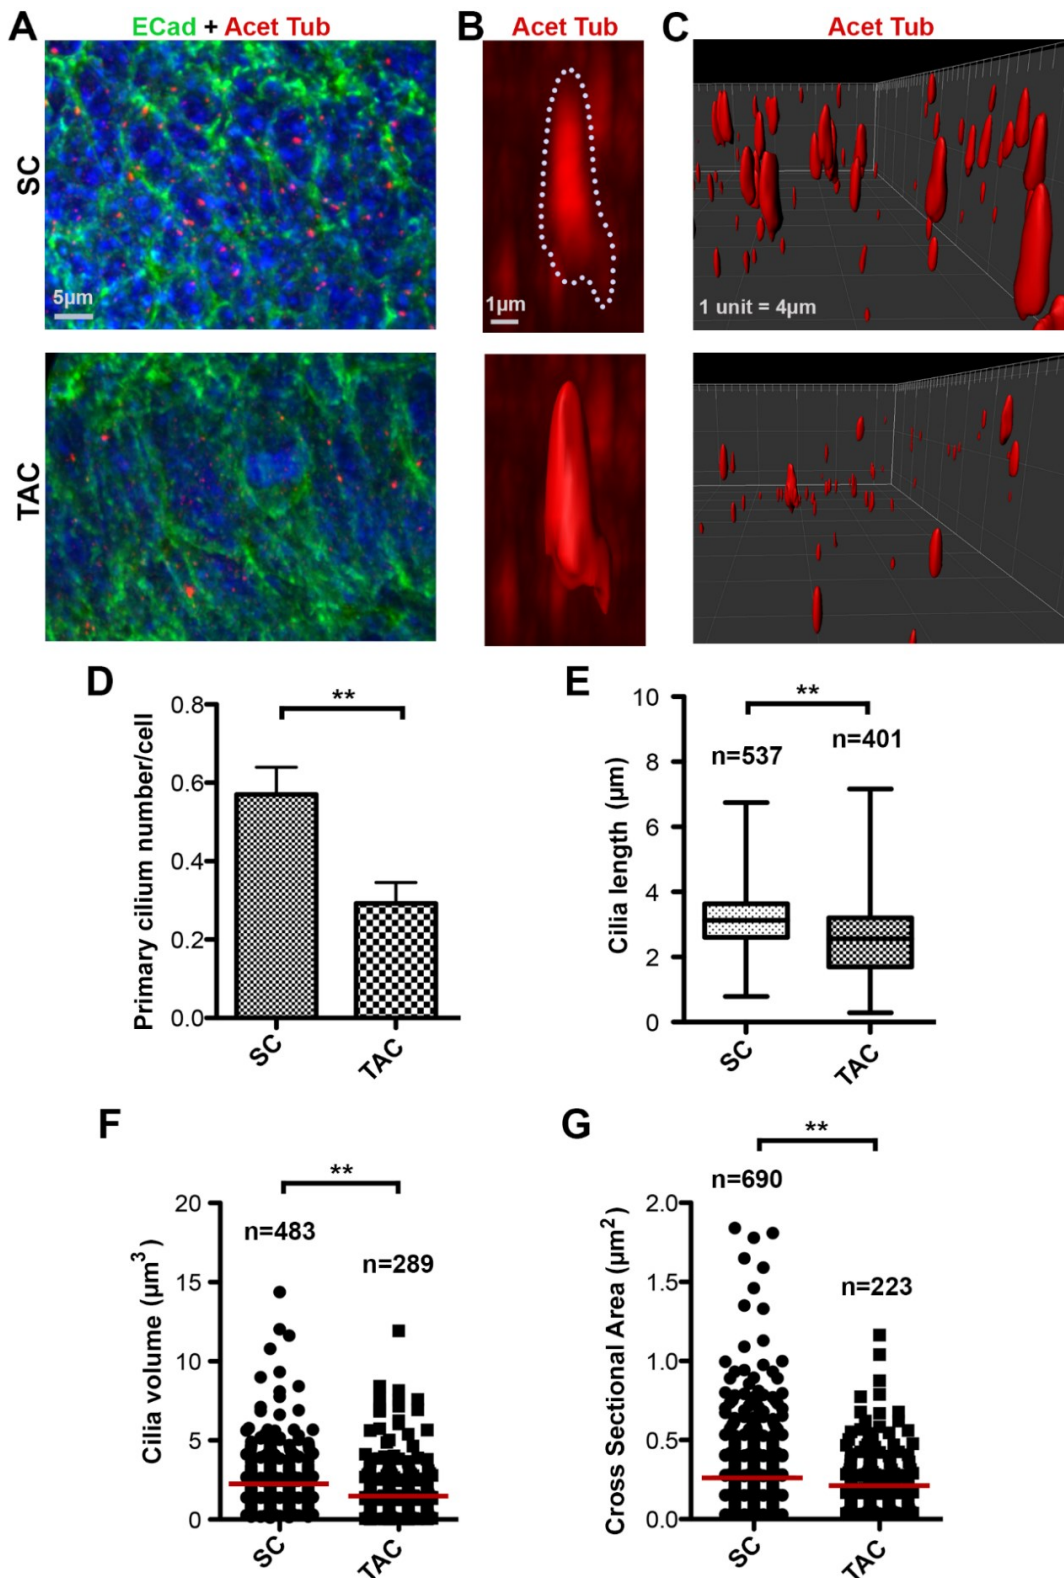 A
ECad + Acet Tub
B
Acet Tub
C
Acet Tub
SC
5µm
1µm
1 unit = 4µm
TAC
D
**
Primary cilium number/cell
0.8
0.6
0.4
0.2
0.0
SC
TAC
E
**
Cilia length (µm)
10
8
6
4
2
0
n=537
n=401
SC
TAC
F
**
Cilia volume (µm³)
20
15
10
5
0
n=483
n=289
SC
TAC
G
**
Cross Sectional Area (µm²)
2.0
1.5
1.0
0.5
0.0
n=690
n=223
SC
TAC